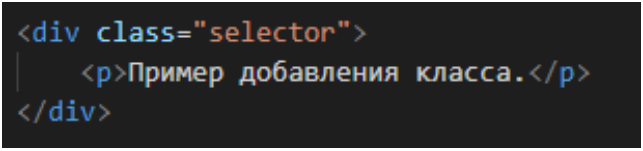 <div class="selector">
    <p>Пример добавления класса.</p>
</div>